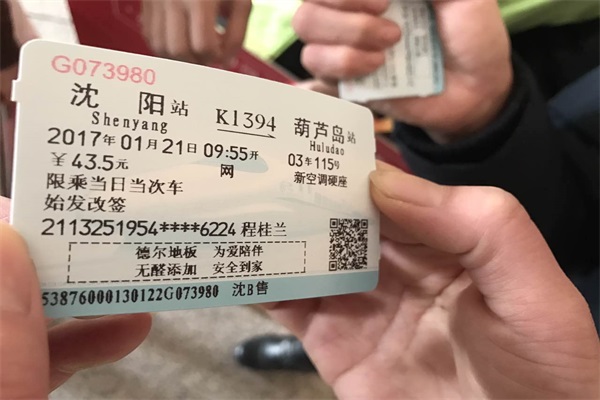 G073980
沈 阳站 K1394 葫芦岛站
Shenyang Huludao
2017年01月21日09:55开 03车115号
¥43.5元 网 新空调硬座
限乘当日当次车
始发改签
2113251954****6224 程桂兰
德尔地板 为爱陪伴
无醛添加 安全到家
53876000130122G073980 沈B售